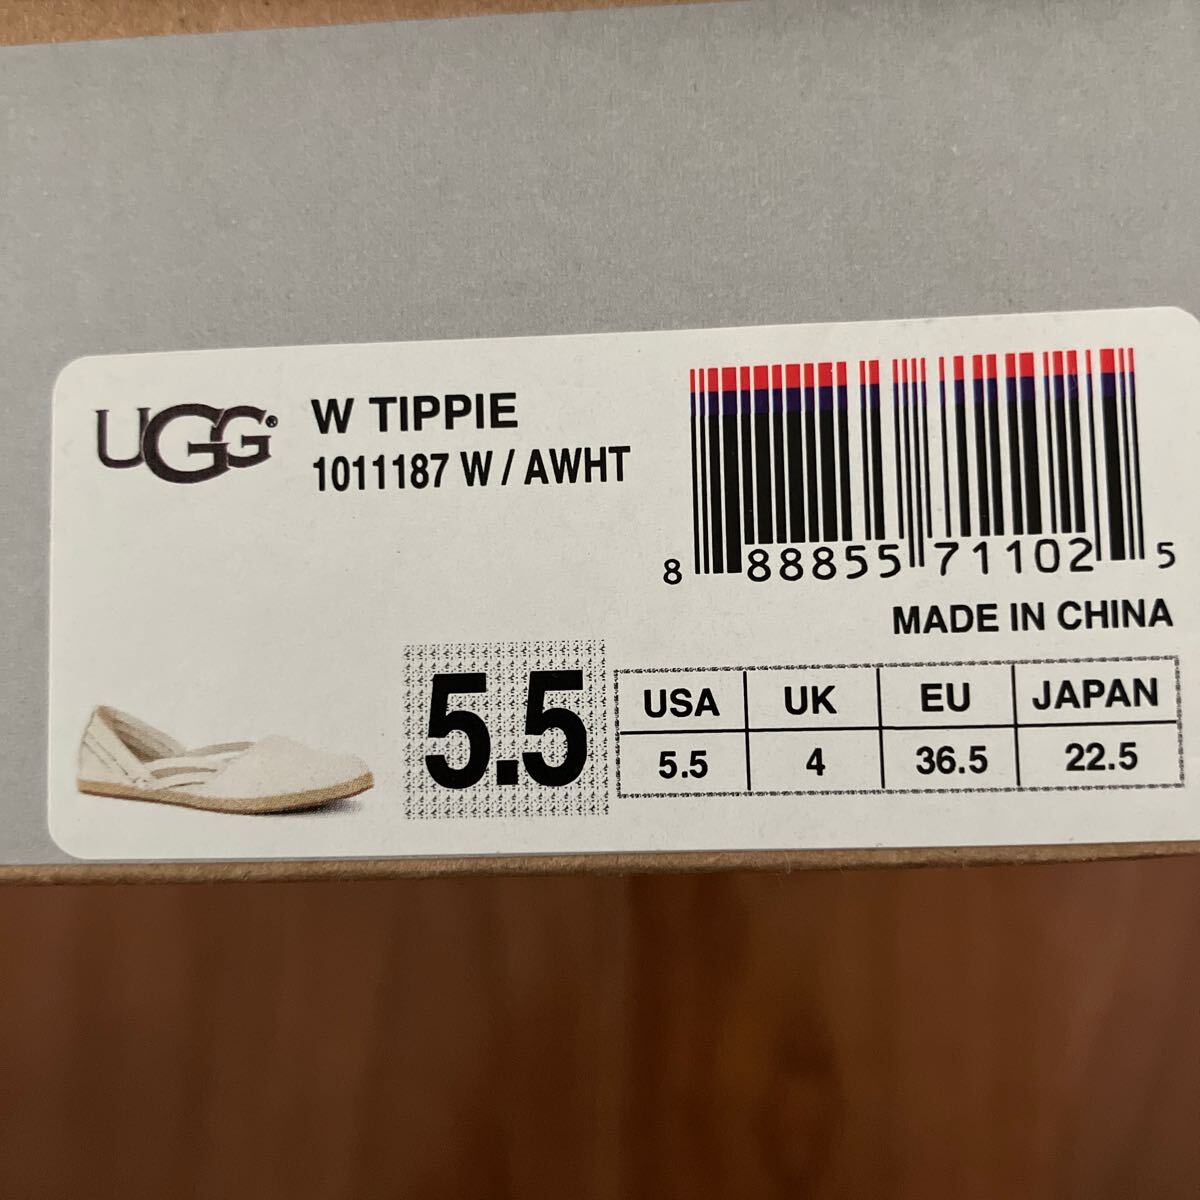 UGG®
W TIPPIE
1011187 W / AWHT
8 88855 71102 5
MADE IN CHINA
5.5
USA UK EU JAPAN
5.5 4 36.5 22.5